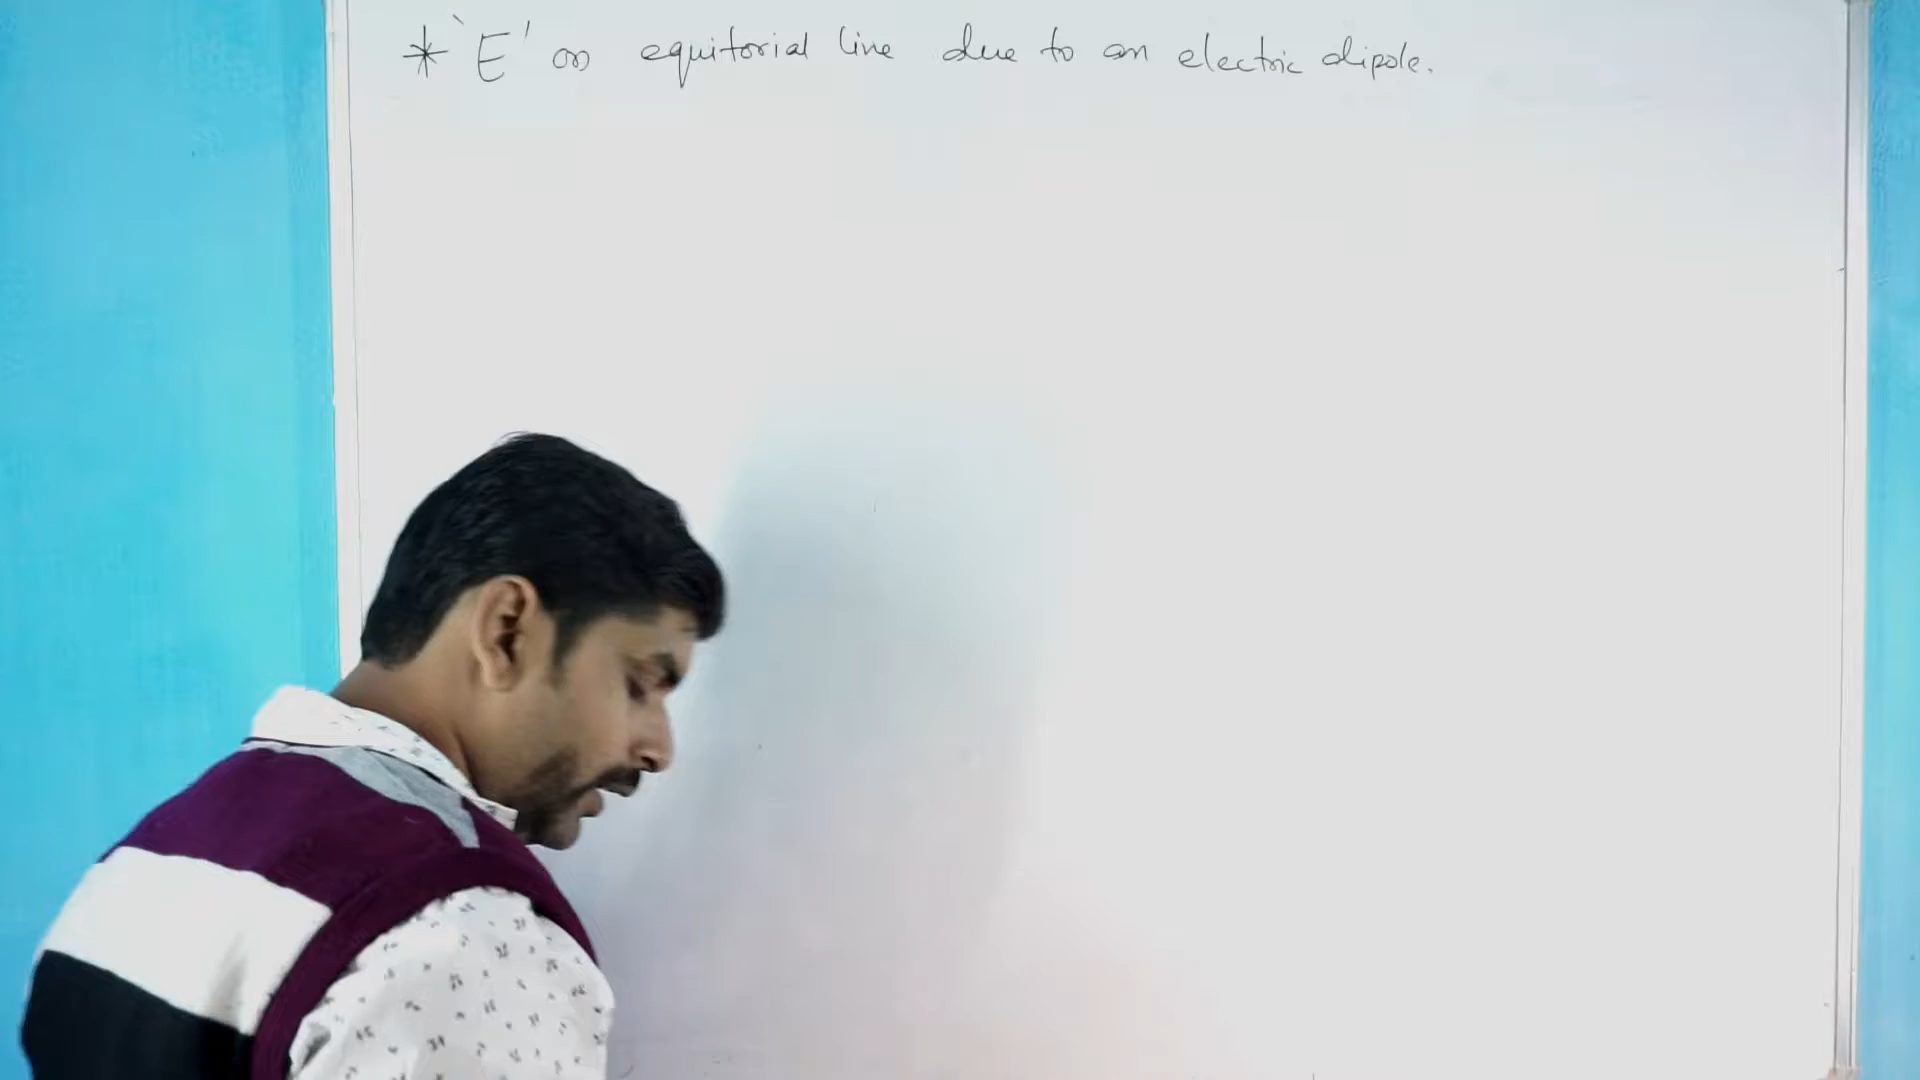 * 'E' on equitorial line due to an electric dipole.